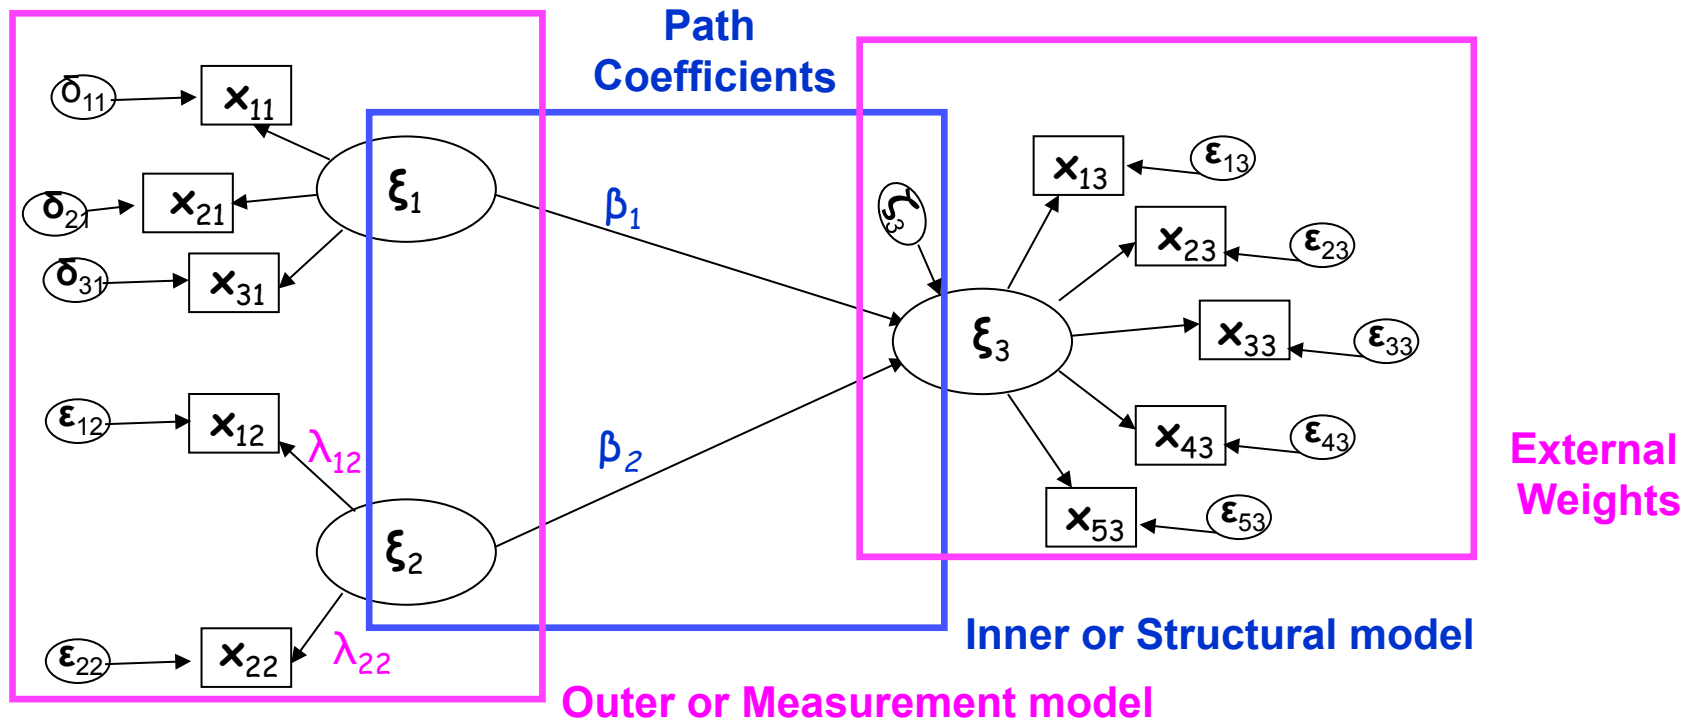 Path
Coefficients
δ11
x11
ξ1
δ21
x21
δ31
x31
β1
ζ3
x13
ε13
x23
ε23
ξ3
x33
ε33
ε12
x12
λ12
β2
x43
ε43
External
Weights
ξ2
x53
ε53
ε22
x22
λ22
Inner or Structural model
Outer or Measurement model